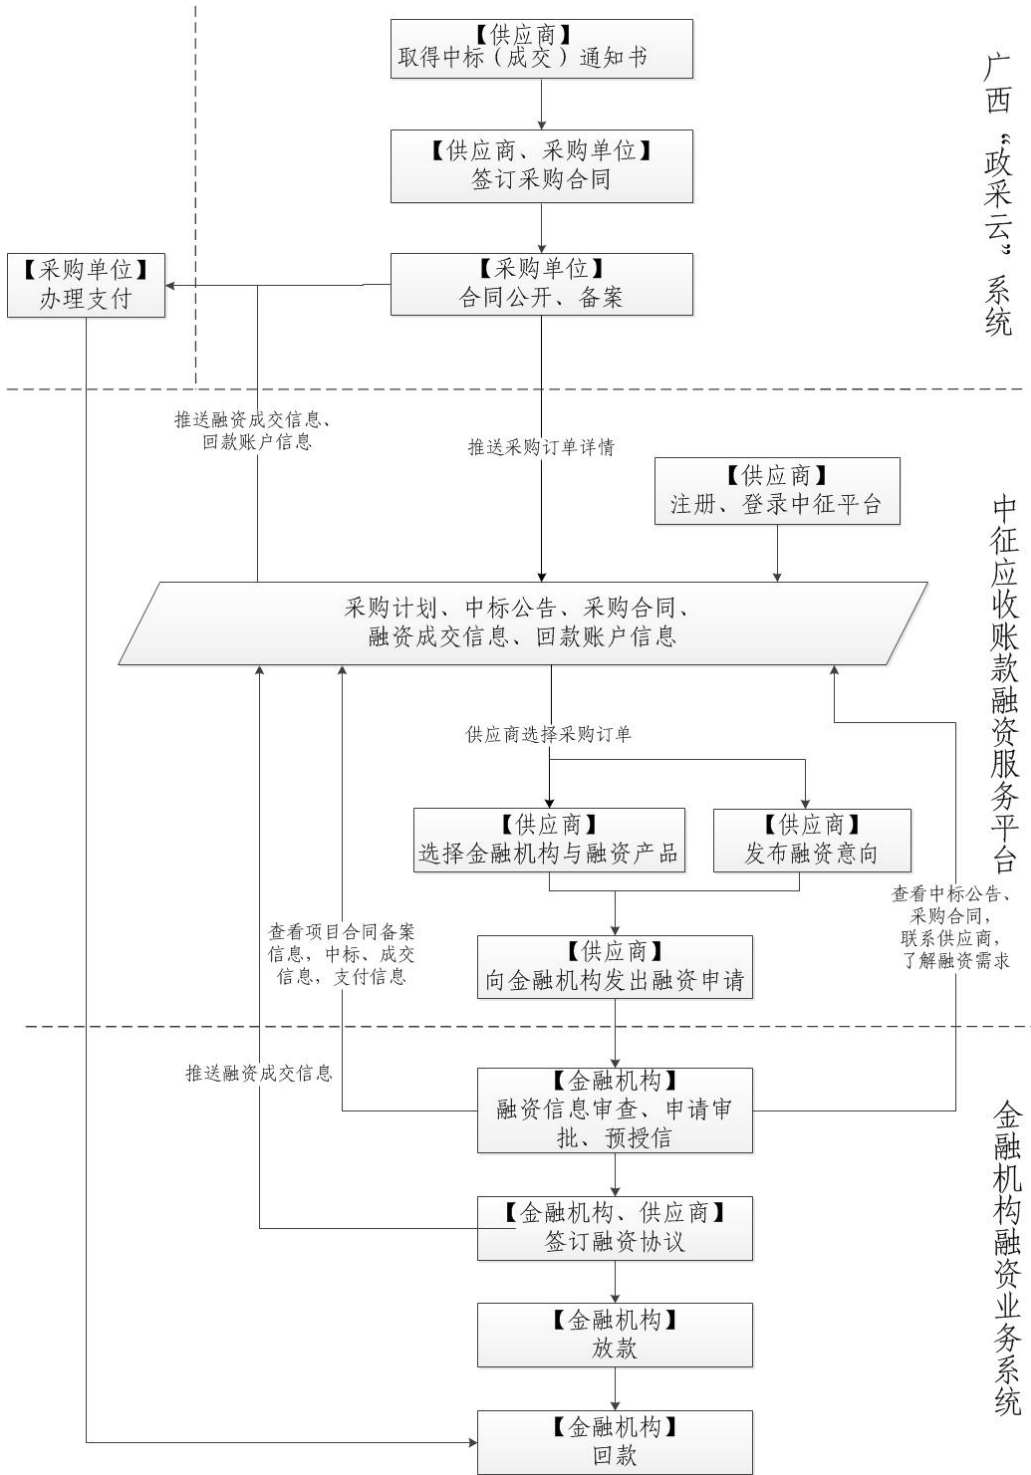 【供应商】
取得中标（成交）通知书
【供应商、采购单位】
签订采购合同
【采购单位】
办理支付
【采购单位】
合同公开、备案
广西“政采云”系统
推送融资成交信息、
回款账户信息
推送采购订单详情
【供应商】
注册、登录中征平台
采购计划、中标公告、采购合同、
融资成交信息、回款账户信息
供应商选择采购订单
【供应商】
选择金融机构与融资产品
【供应商】
发布融资意向
中征应收账款融资服务平台
查看中标公告、
采购合同，
联系供应商，
了解融资需求
查看项目合同备案
信息，中标、成交
信息，支付信息
【供应商】
向金融机构发出融资申请
推送融资成交信息
【金融机构】
融资信息审查、申请审
批、预授信
【金融机构、供应商】
签订融资协议
【金融机构】
放款
【金融机构】
回款
金融机构融资业务系统